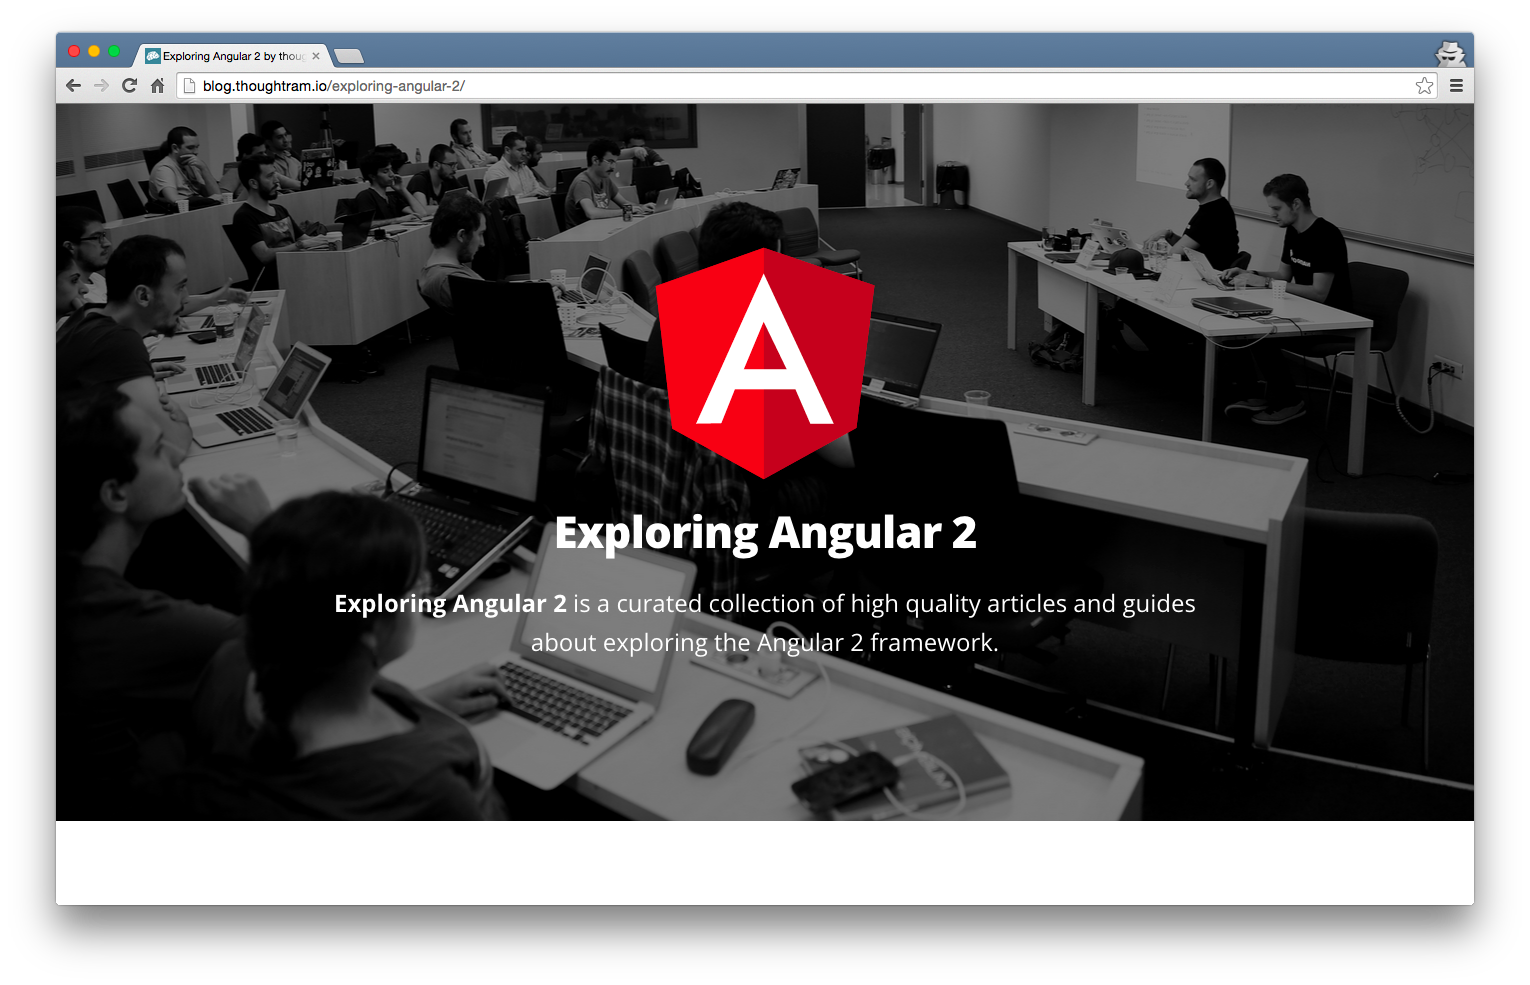 Exploring Angular 2 by thoug
blog.thoughtram.io/exploring-angular-2/
A
Exploring Angular 2
Exploring Angular 2 is a curated collection of high quality articles and guides
about exploring the Angular 2 framework.